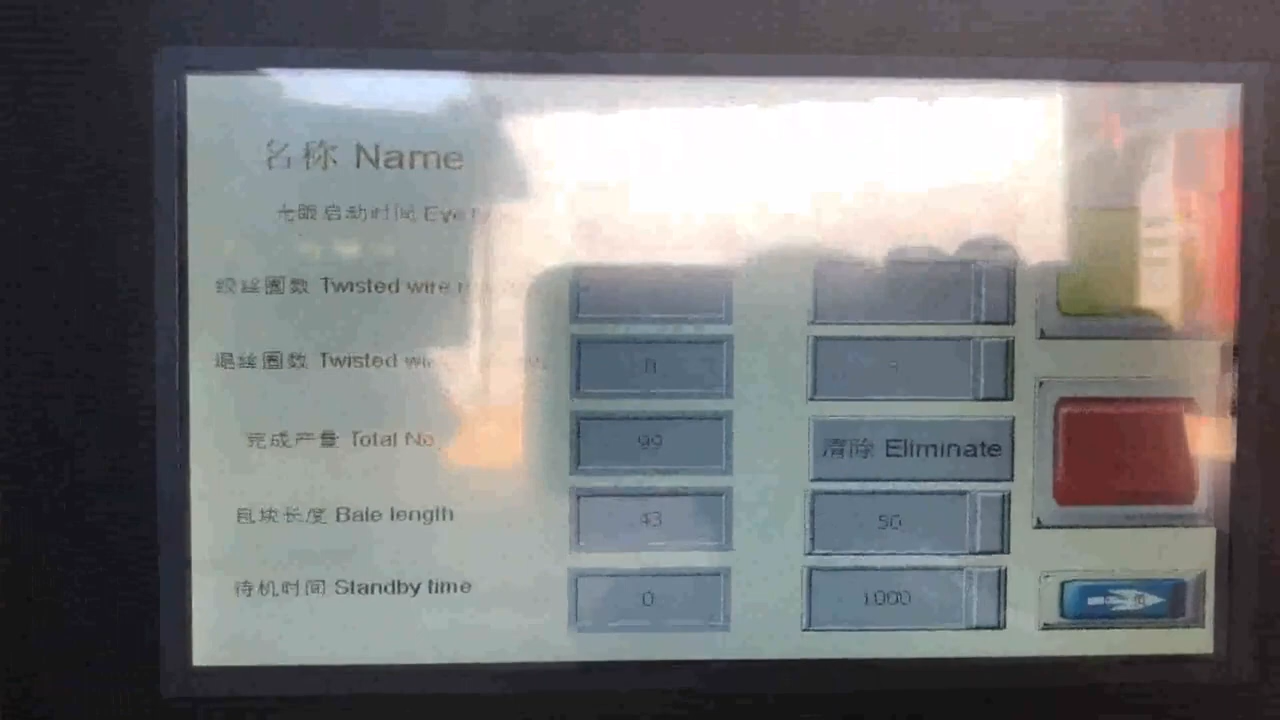 名称 Name
光眼启动时间 Eye
绞丝圈数 Twisted wire
退丝圈数 Twisted
0
完成产量 Total No.
99
清除 Eliminate
包块长度 Bale length
43
50
待机时间 Standby time
0
1000